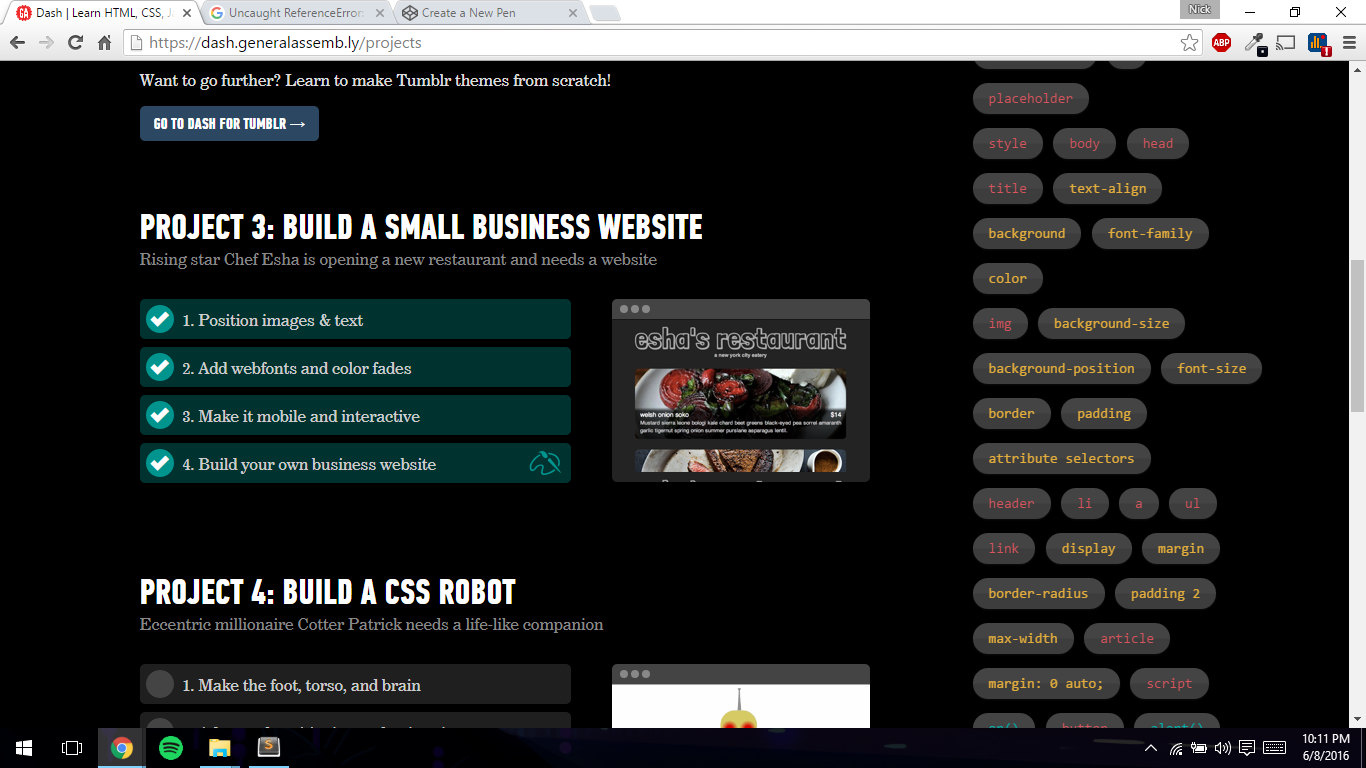 Dash | Learn HTML, CSS, J
Uncaught ReferenceError:
Create a New Pen
Nick
https://dash.generalassemb.ly/projects
ABP
Want to go further? Learn to make Tumblr themes from scratch!
GO TO DASH FOR TUMBLR →
PROJECT 3: BUILD A SMALL BUSINESS WEBSITE
Rising star Chef Esha is opening a new restaurant and needs a website
1. Position images & text
2. Add webfonts and color fades
3. Make it mobile and interactive
4. Build your own business website
esha's restaurant
a new york city eatery
welsh onion soko $14
Mustard sierra leone bologi kale chard beet greens black-eyed pea sorrel amaranth
garlic tigernut spring onion summer purslane asparagus lentil.
PROJECT 4: BUILD A CSS ROBOT
Eccentric millionaire Cotter Patrick needs a life-like companion
1. Make the foot, torso, and brain
placeholder
style body head
title text-align
background font-family
color
img background-size
background-position font-size
border padding
attribute selectors
header li a ul
link display margin
border-radius padding 2
max-width article
margin: 0 auto; script
button alert()
10:11 PM
6/8/2016